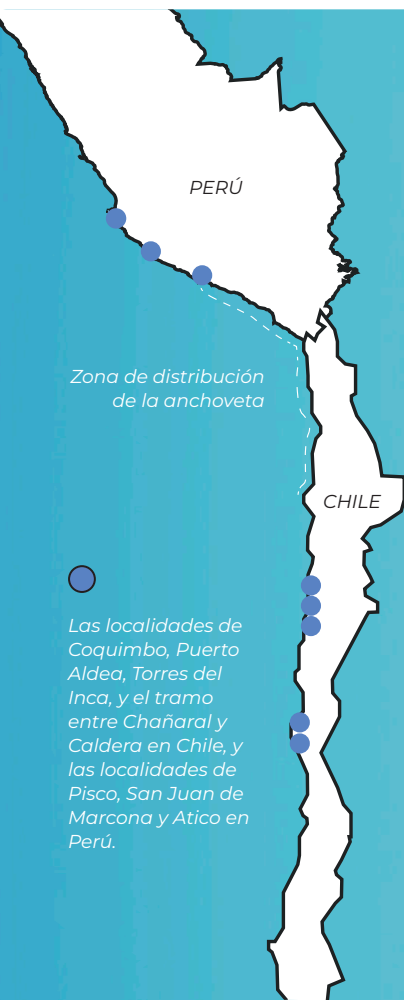 PERÚ
Zona de distribución
de la anchoveta
CHILE
Las localidades de
Coquimbo, Puerto
Aldea, Torres del
Inca, y el tramo
entre Chañaral y
Caldera en Chile, y
las localidades de
Pisco, San Juan de
Marcona y Atico en
Perú.